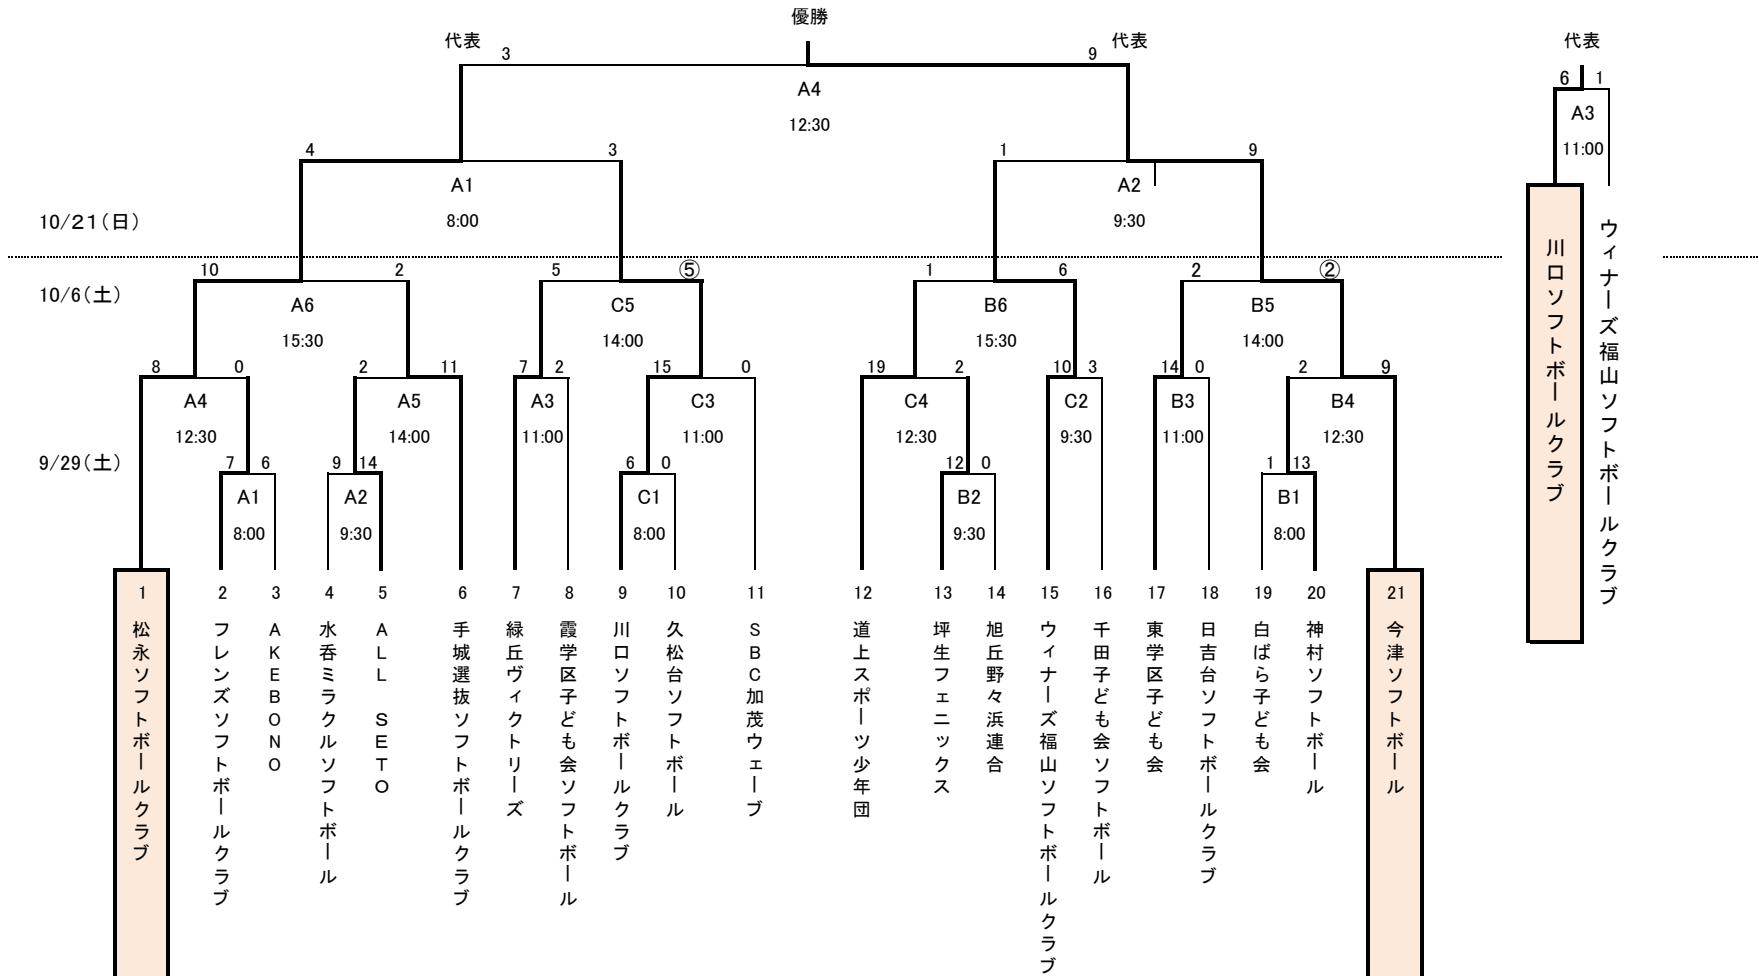 優勝
代表 代表 代表
3 9
6 1
A4
12:30
A3
11:00
4 3 1 9
A1 A2
8:00 9:30
10/21(日)
10 2 5 ⑤ 1 6 2 ②
10/6(土)
A6 C5 B6 B5
15:30 14:00 15:30 14:00
8 0 2 11 7 2 15 0 19 2 10 3 14 0 2 9
A4 A5 A3 C3 C4 C2 B3 B4
12:30 14:00 11:00 11:00 12:30 9:30 11:00 12:30
9/29(土)
7 6 9 14 6 0 12 0 1 13
A1 A2 C1 B2 B1
8:00 9:30 8:00 9:30 8:00
1 松永ソフトボールクラブ
2 フレンズソフトボールクラブ
3 AKEBONO
4 水呑ミラクルソフトボール
5 ALL SETO
6 手城選抜ソフトボールクラブ
7 緑丘ヴィクトリーズ
8 霞学区子ども会ソフトボール
9 川口ソフトボールクラブ
10 久松台ソフトボール
11 SBC加茂ウェーブ
12 道上スポーツ少年団
13 坪生フェニックス
14 旭丘野々浜連合
15 ウィナーズ福山ソフトボールクラブ
16 千田子ども会ソフトボール
17 東学区子ども会
18 日吉台ソフトボールクラブ
19 白ばら子ども会
20 神村ソフトボール
21 今津ソフトボール
川口ソフトボールクラブ
ウィナーズ福山ソフトボールクラブ